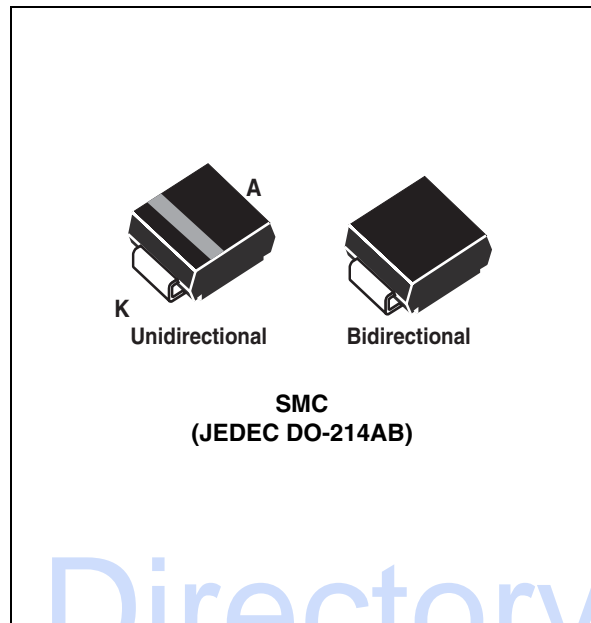 A
K
Unidirectional Bidirectional
SMC
(JEDEC DO-214AB)
Directory